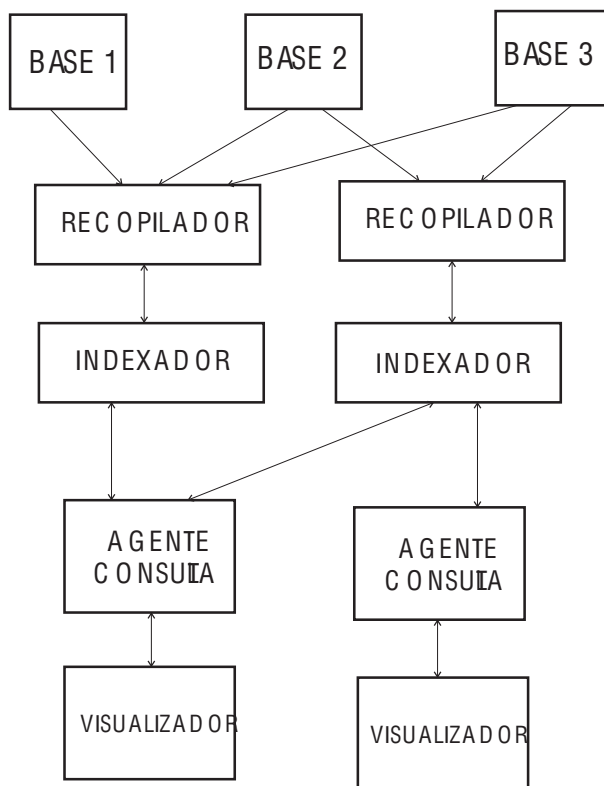 BASE 1
BASE 2
BASE 3
RECOPILADOR
RECOPILADOR
INDEXADOR
INDEXADOR
AGENTE
CONSULTA
AGENTE
CONSULTA
VISUALIZADOR
VISUALIZADOR